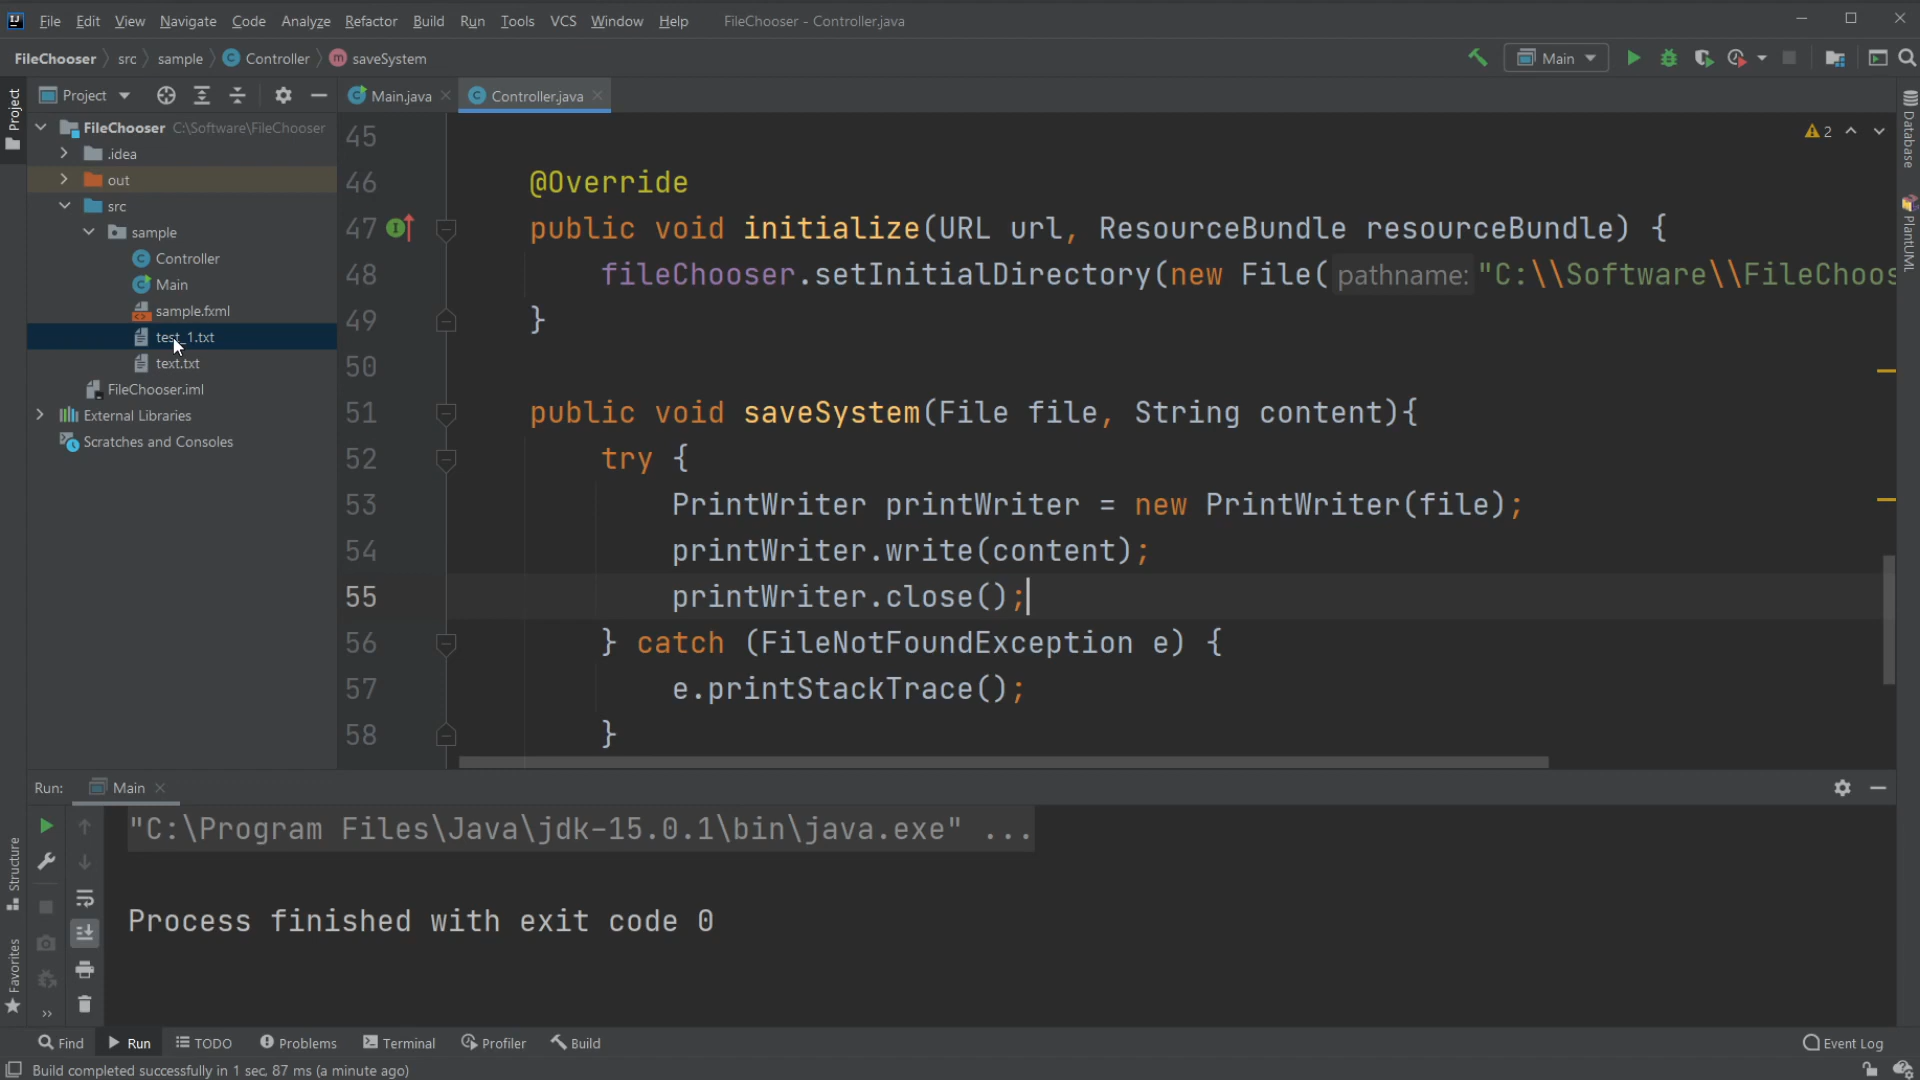 File Edit View Navigate Code Analyze Refactor Build Run Tools VCS Window Help FileChooser - Controller.java
FileChooser src sample Controller saveSystem Main
Project
Project
Main.java Controller.java
FileChooser C:\Software\FileChooser
.idea
out
src
sample
Controller
Main
sample.fxml
test_1.txt
text.txt
FileChooser.iml
External Libraries
Scratches and Consoles
2
45
46 @Override
47 public void initialize(URL url, ResourceBundle resourceBundle) {
48 fileChooser.setInitialDirectory(new File( pathname: "C:\\Software\\FileChoos
49 }
50
51 public void saveSystem(File file, String content){
52 try {
53 PrintWriter printWriter = new PrintWriter(file);
54 printWriter.write(content);
55 printWriter.close();
56 } catch (FileNotFoundException e) {
57 e.printStackTrace();
58 }
Database
PlantUML
Run: Main
"C:\Program Files\Java\jdk-15.0.1\bin\java.exe" ...
Process finished with exit code 0
Structure
Favorites
Find Run TODO Problems Terminal Profiler Build Event Log
Build completed successfully in 1 sec, 87 ms (a minute ago)